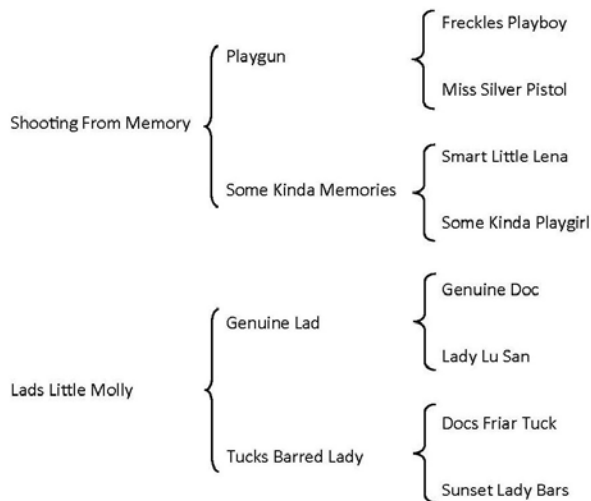 Freckles Playboy
Playgun
Miss Silver Pistol
Shooting From Memory
Smart Little Lena
Some Kinda Memories
Some Kinda Playgirl
Genuine Doc
Genuine Lad
Lady Lu San
Lads Little Molly
Docs Friar Tuck
Tucks Barred Lady
Sunset Lady Bars